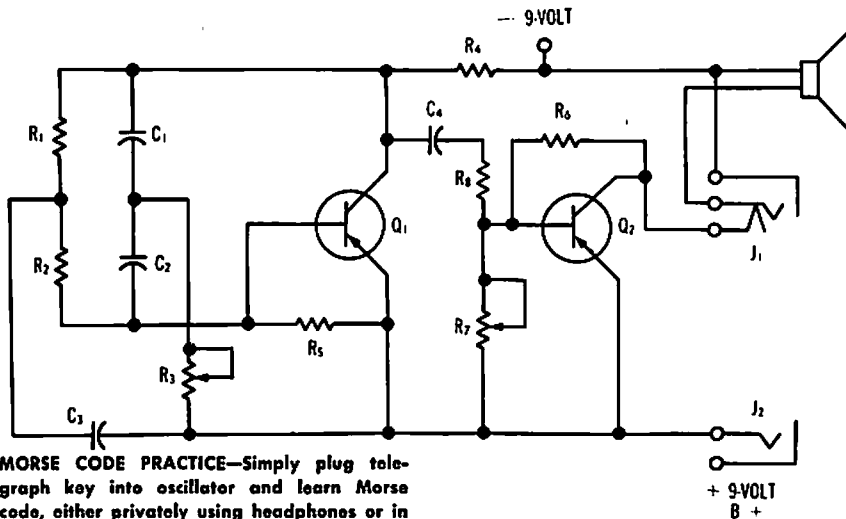 — 9-VOLT
R4
R1
C1
C4
R6
R8
Q1
Q2
J1
R2
C2
R5
R7
R3
C3
J2
MORSE CODE PRACTICE—Simply plug tele-
graph key into oscillator and learn Morse
code, either privately using headphones or in
+ 9-VOLT
B +